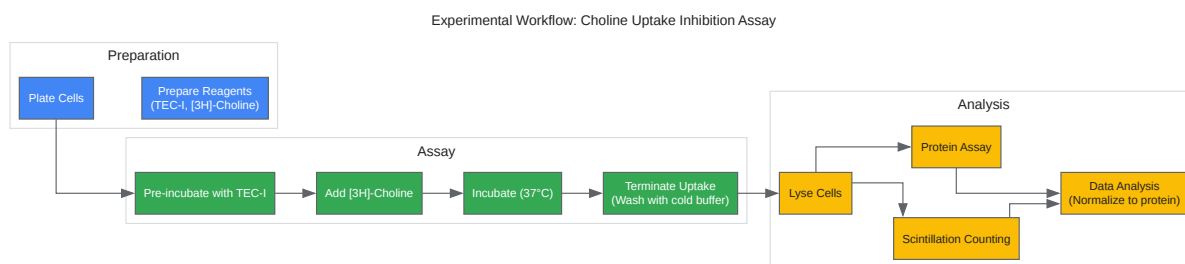 Experimental Workflow: Choline Uptake Inhibition Assay
Preparation
Plate Cells
Prepare Reagents
(TEC-I, [3H]-Choline)
Assay
Pre-incubate with TEC-I
Add [3H]-Choline
Incubate (37°C)
Terminate Uptake
(Wash with cold buffer)
Analysis
Lyse Cells
Protein Assay
Scintillation Counting
Data Analysis
(Normalize to protein)